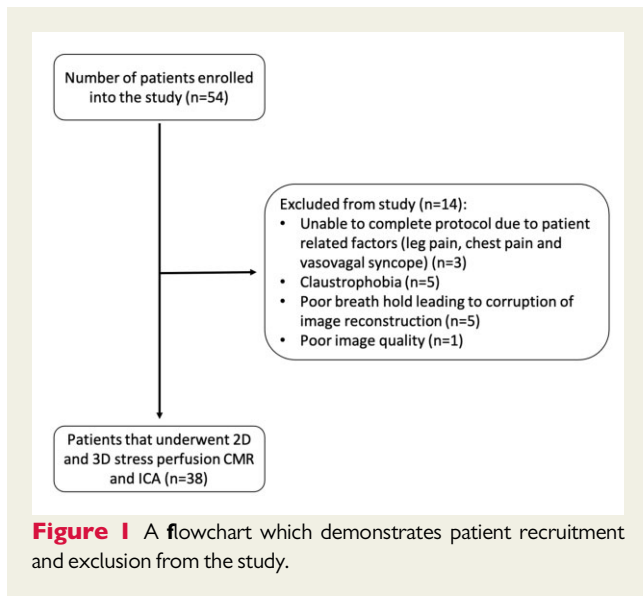 Number of patients enrolled
into the study (n=54)
Excluded from study (n=14):
• Unable to complete protocol due to patient
related factors (leg pain, chest pain and
vasovagal syncope) (n=3)
• Claustrophobia (n=5)
• Poor breath hold leading to corruption of
image reconstruction (n=5)
• Poor image quality (n=1)
Patients that underwent 2D
and 3D stress perfusion CMR
and ICA (n=38)
Figure 1 A flowchart which demonstrates patient recruitment
and exclusion from the study.